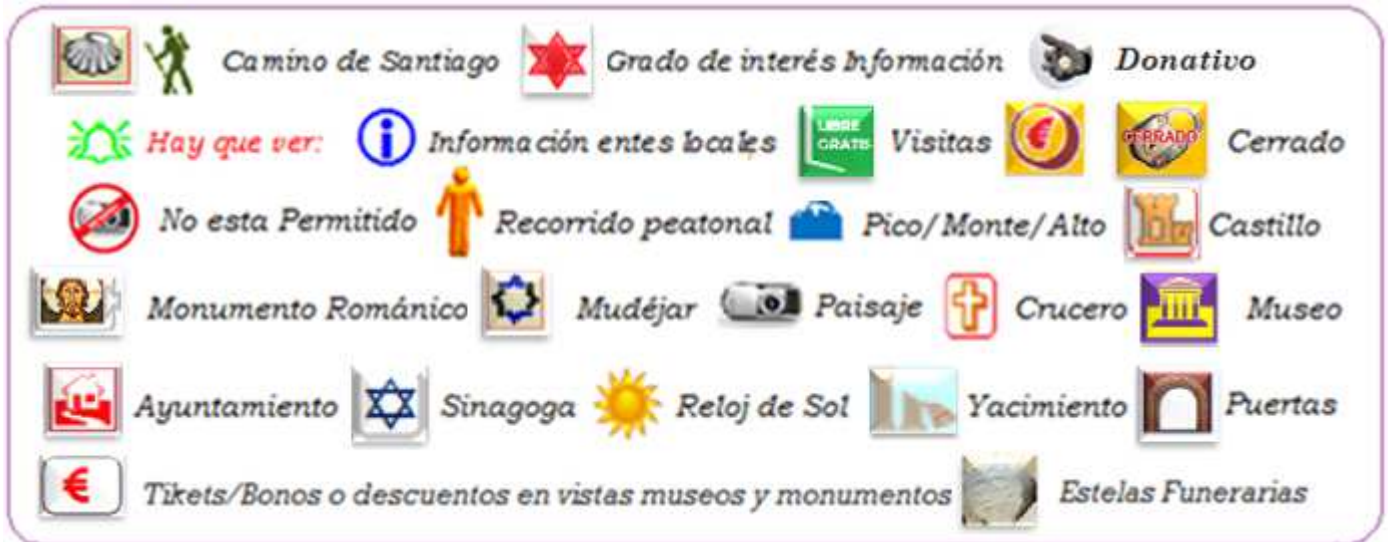 Camino de Santiago Grado de interés Información Donativo
Hay que ver: i Información entes locales LIBRE GRATIS Visitas € CERRADO Cerrado
No esta Permitido Recorrido peatonal Pico/Monte/Alto Castillo
Monumento Románico Mudéjar Paisaje Crucero Museo
Ayuntamiento Sinagoga Reloj de Sol Yacimiento Puertas
€ Tikets/Bonos o descuentos en vistas museos y monumentos Estelas Funerarias